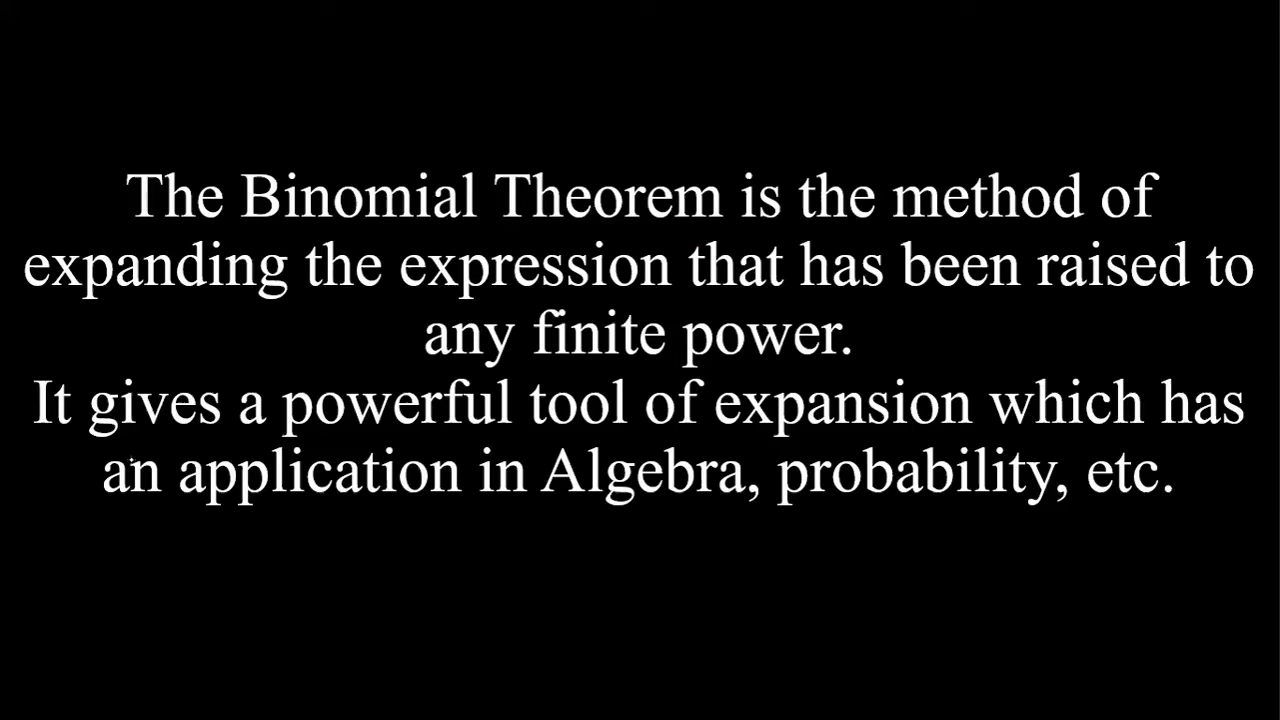 The Binomial Theorem is the method of
expanding the expression that has been raised to
any finite power.
It gives a powerful tool of expansion which has
an application in Algebra, probability, etc.